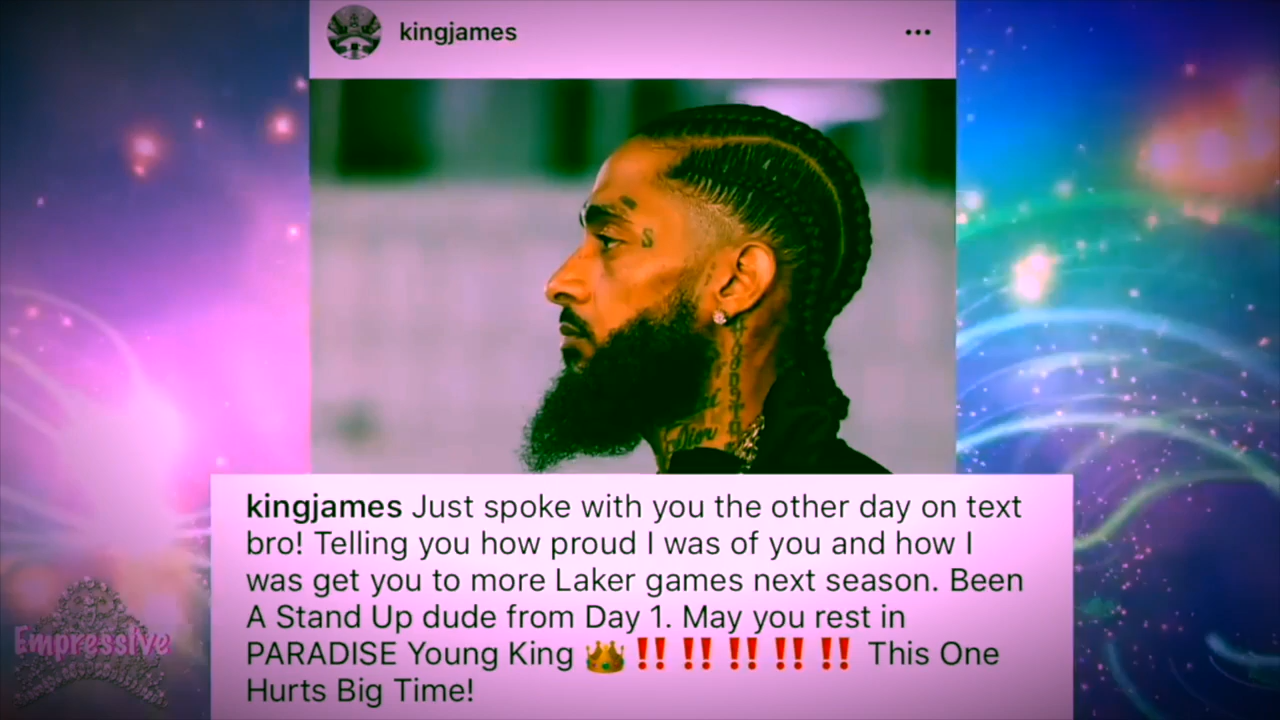 kingjames
kingjames Just spoke with you the other day on text
bro! Telling you how proud I was of you and how I
was get you to more Laker games next season. Been
A Stand Up dude from Day 1. May you rest in
PARADISE Young King 👑 ‼️ ‼️ ‼️ ‼️ ‼️ This One
Hurts Big Time!
Empressive